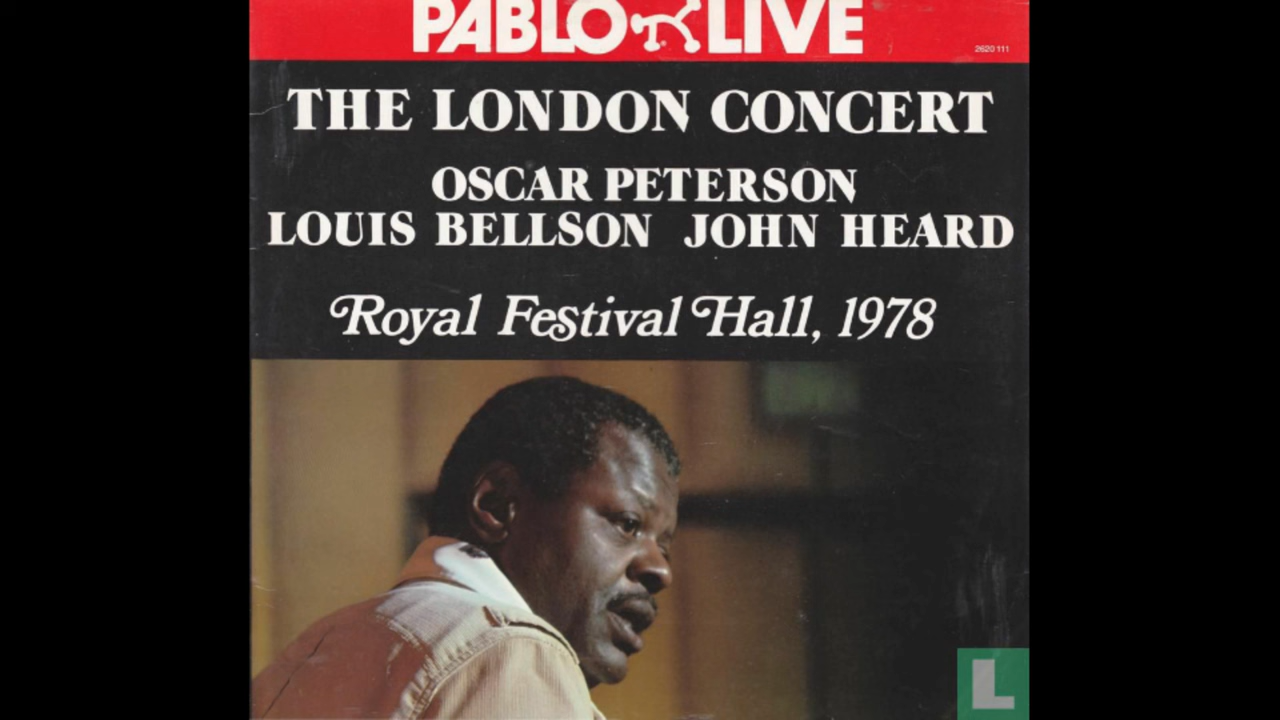 PABLO LIVE
2620 111
THE LONDON CONCERT
OSCAR PETERSON
LOUIS BELLSON JOHN HEARD
Royal Festival Hall, 1978
L